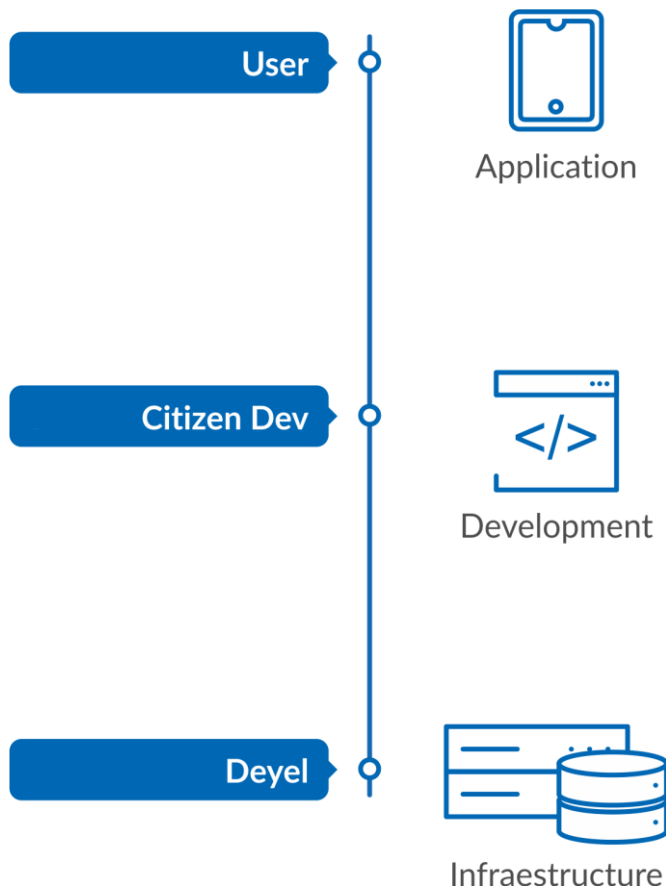 User
Application
Citizen Dev
</>
Development
Deyel
Infraestructure